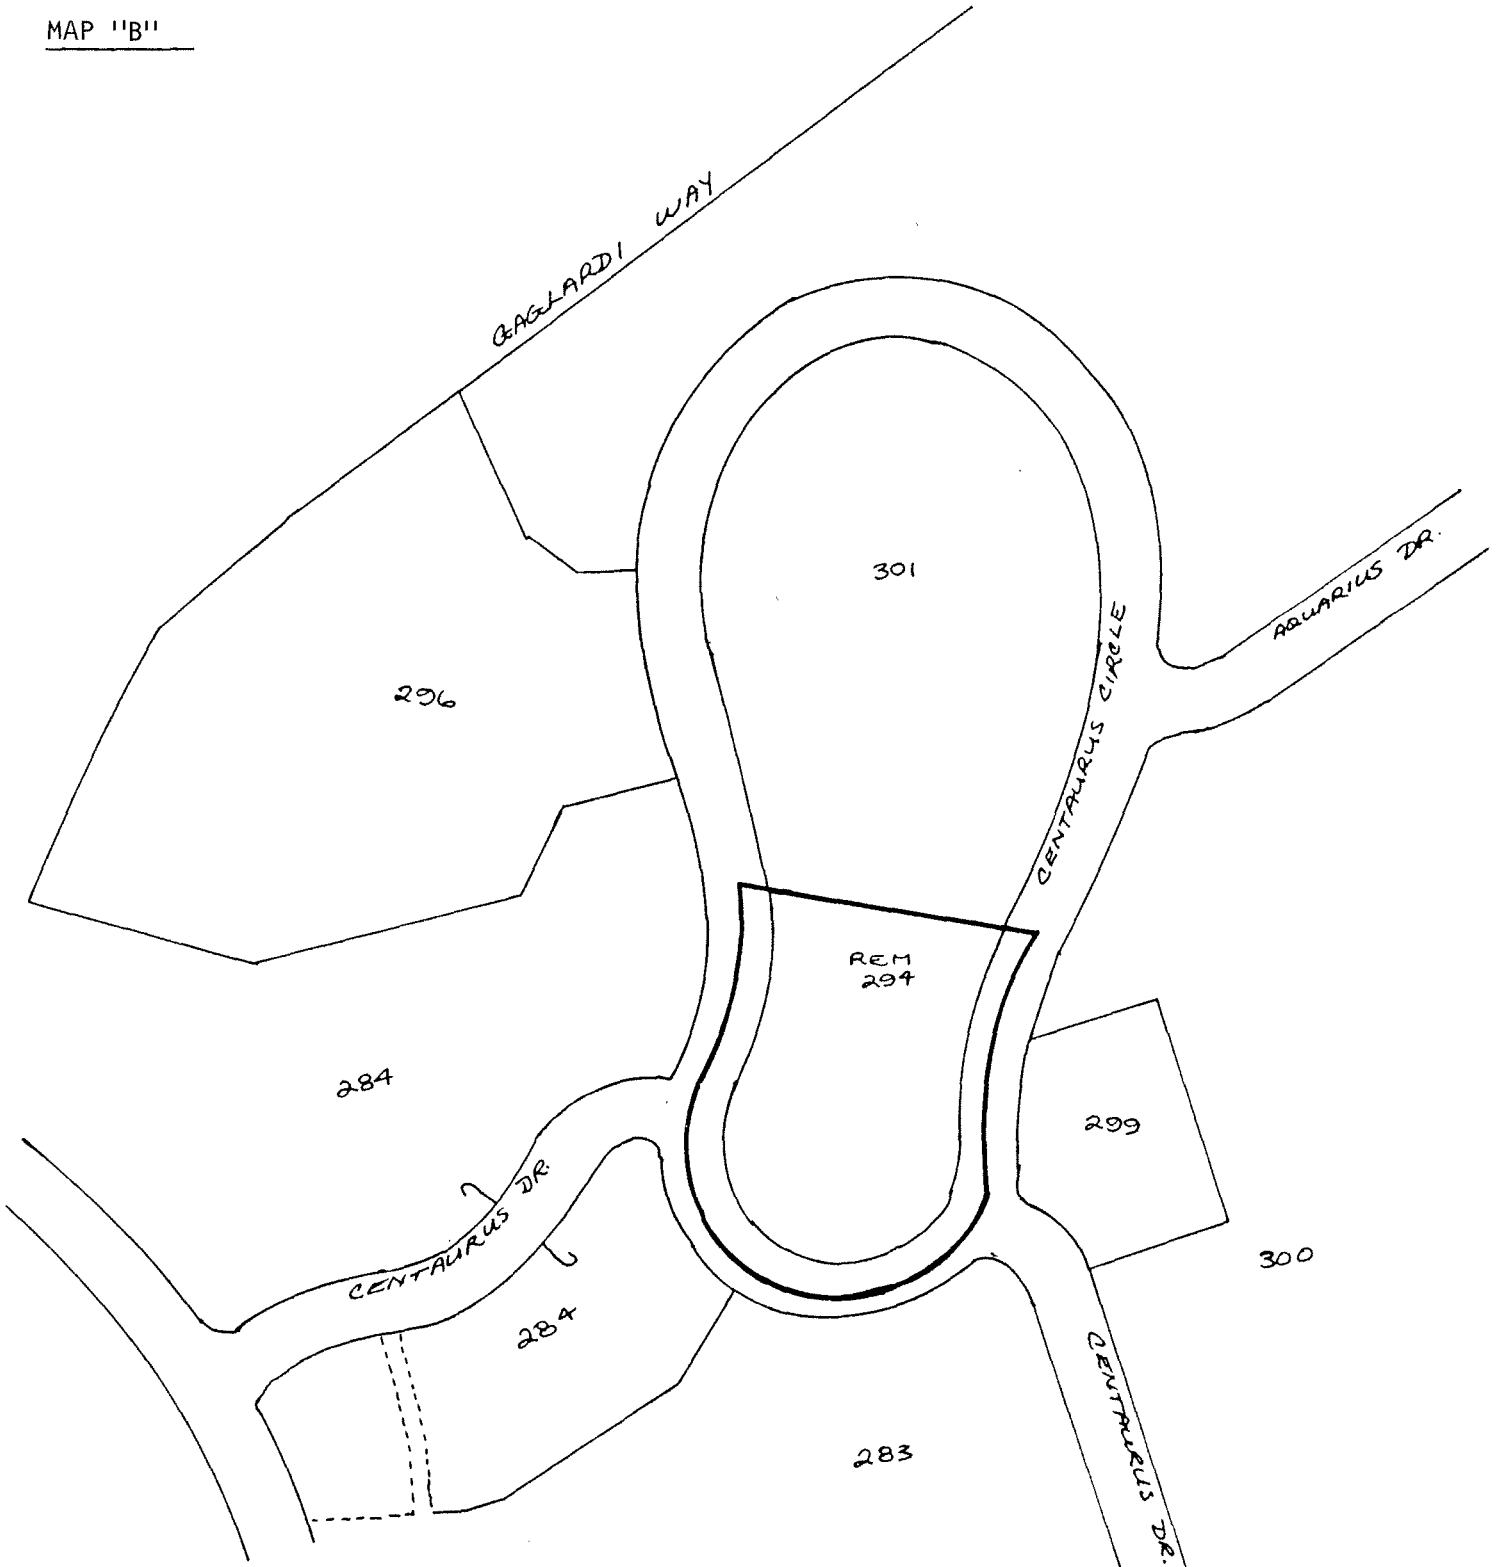 MAP "B"
GAGLARDI WAY
301
AQUARIUS DR.
CENTAURUS CIRCLE
296
REM
294
284
299
CENTAURUS DR.
300
284
CENTAURUS DR.
283